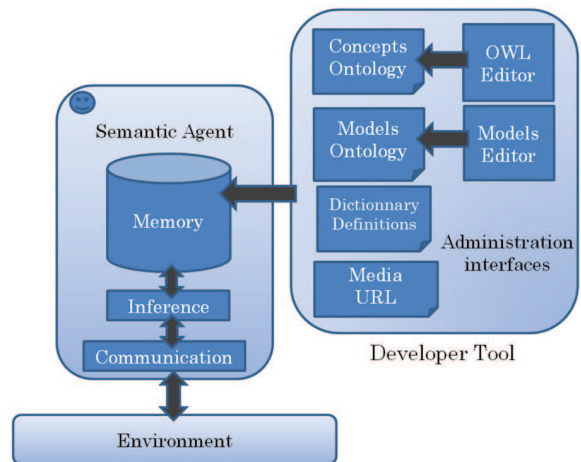 Semantic Agent
Memory
Inference
Communication
Environment
Concepts
Ontology
OWL
Editor
Models
Ontology
Models
Editor
Dictionnary
Definitions
Media
URL
Administration
interfaces
Developer Tool